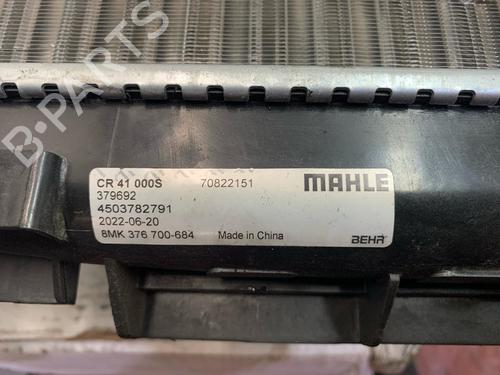 B-PARTS
CR 41 000S 70822151 MAHLE
379692
4503782791
2022-06-20
8MK 376 700-684 Made in China BEHR